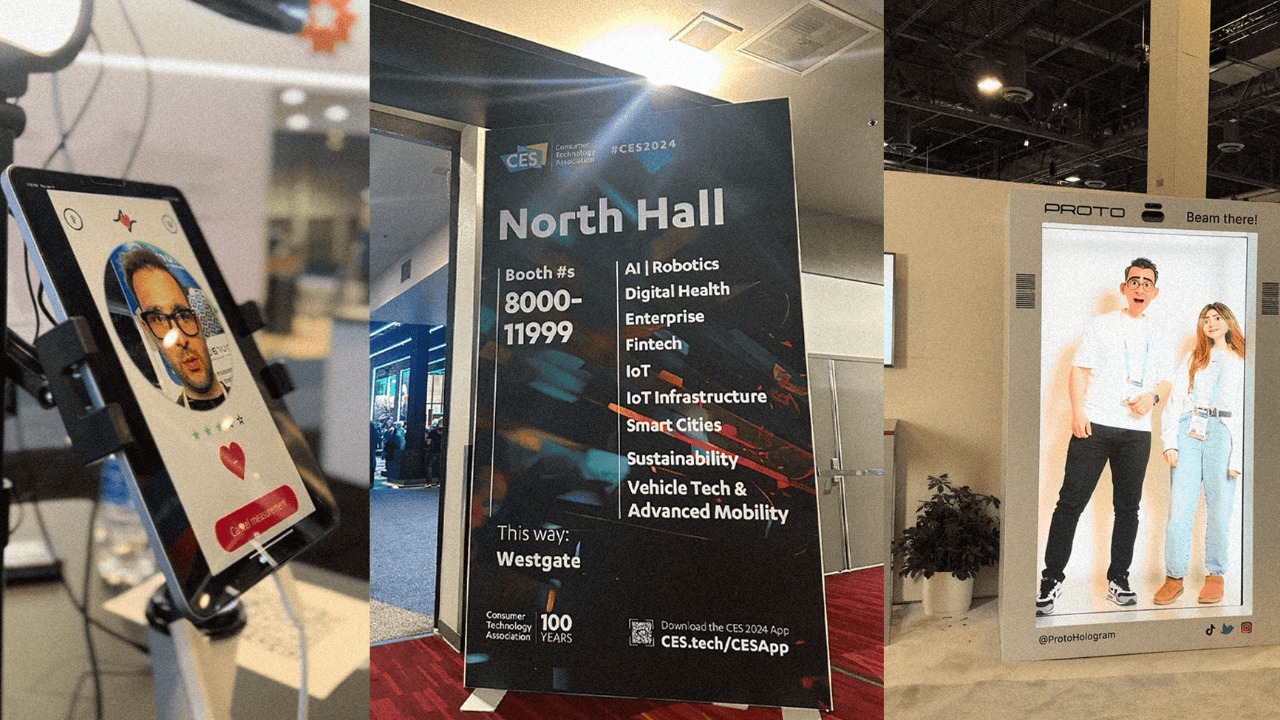 Cancel measurement
CES
Consumer
Technology
Association
#CES2024
North Hall
Booth #s
8000-
11999
AI | Robotics
Digital Health
Enterprise
Fintech
IoT
IoT Infrastructure
Smart Cities
Sustainability
Vehicle Tech &
Advanced Mobility
This way:
Westgate
Consumer
Technology
Association
100
YEARS
Download the CES 2024 App
CES.tech/CESApp
PROTO
Beam there!
@ProtoHologram